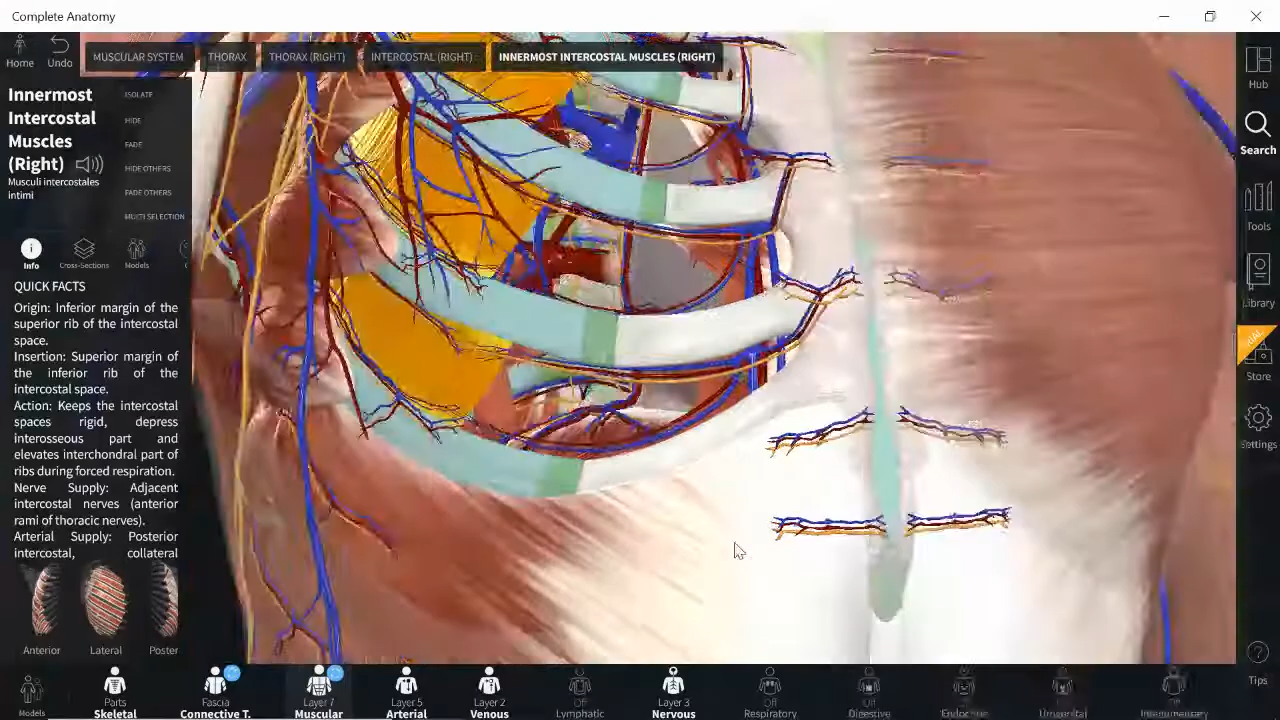 Complete Anatomy
Home
Undo
MUSCULAR SYSTEM
THORAX
THORAX (RIGHT)
INTERCOSTAL (RIGHT)
INNERMOST INTERCOSTAL MUSCLES (RIGHT)
Innermost
Intercostal
Muscles
(Right)
Musculi intercostales
intimi
ISOLATE
HIDE
FADE
HIDE OTHERS
FADE OTHERS
MULTI SELECTION
Info
Cross-Sections
Models
QUICK FACTS
Origin: Inferior margin of
the superior rib of the intercostal
space.
Insertion: Superior margin of
the inferior rib of the
intercostal space.
Action: Keeps the intercostal
spaces rigid, depress
interosseous part and
elevates interchondral part of
ribs during forced respiration.
Nerve Supply: Adjacent
intercostal nerves (anterior
rami of thoracic nerves).
Arterial Supply: Posterior
intercostal, collateral
Anterior
Lateral
Poster
Hub
Search
Tools
Library
Store
Settings
Tips
Models
Parts
Skeletal
Fascia
Connective T.
Layer 7
Muscular
Layer 5
Arterial
Layer 2
Venous
Off
Lymphatic
Layer 3
Nervous
Off
Respiratory
Off
Digestive
Off
Endocrine
Off
Urogenital
Off
Integumentary